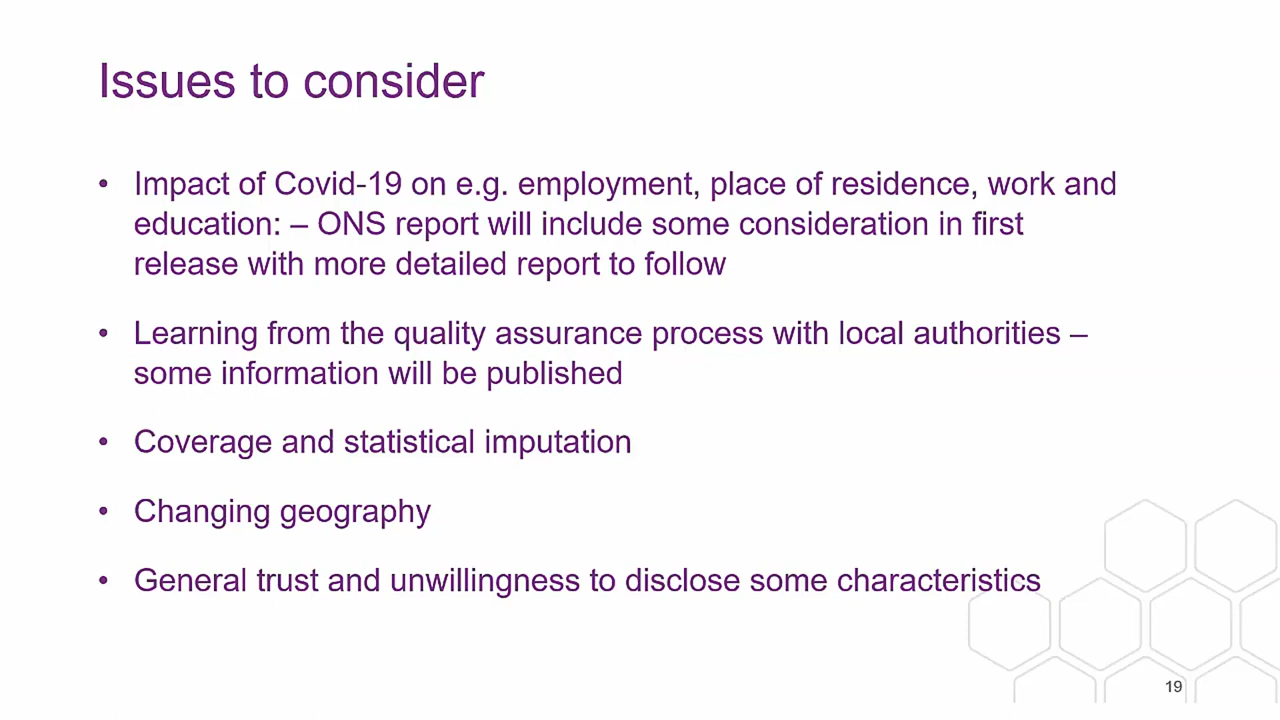 Issues to consider
• Impact of Covid-19 on e.g. employment, place of residence, work and
education: – ONS report will include some consideration in first
release with more detailed report to follow
• Learning from the quality assurance process with local authorities –
some information will be published
• Coverage and statistical imputation
• Changing geography
• General trust and unwillingness to disclose some characteristics
19